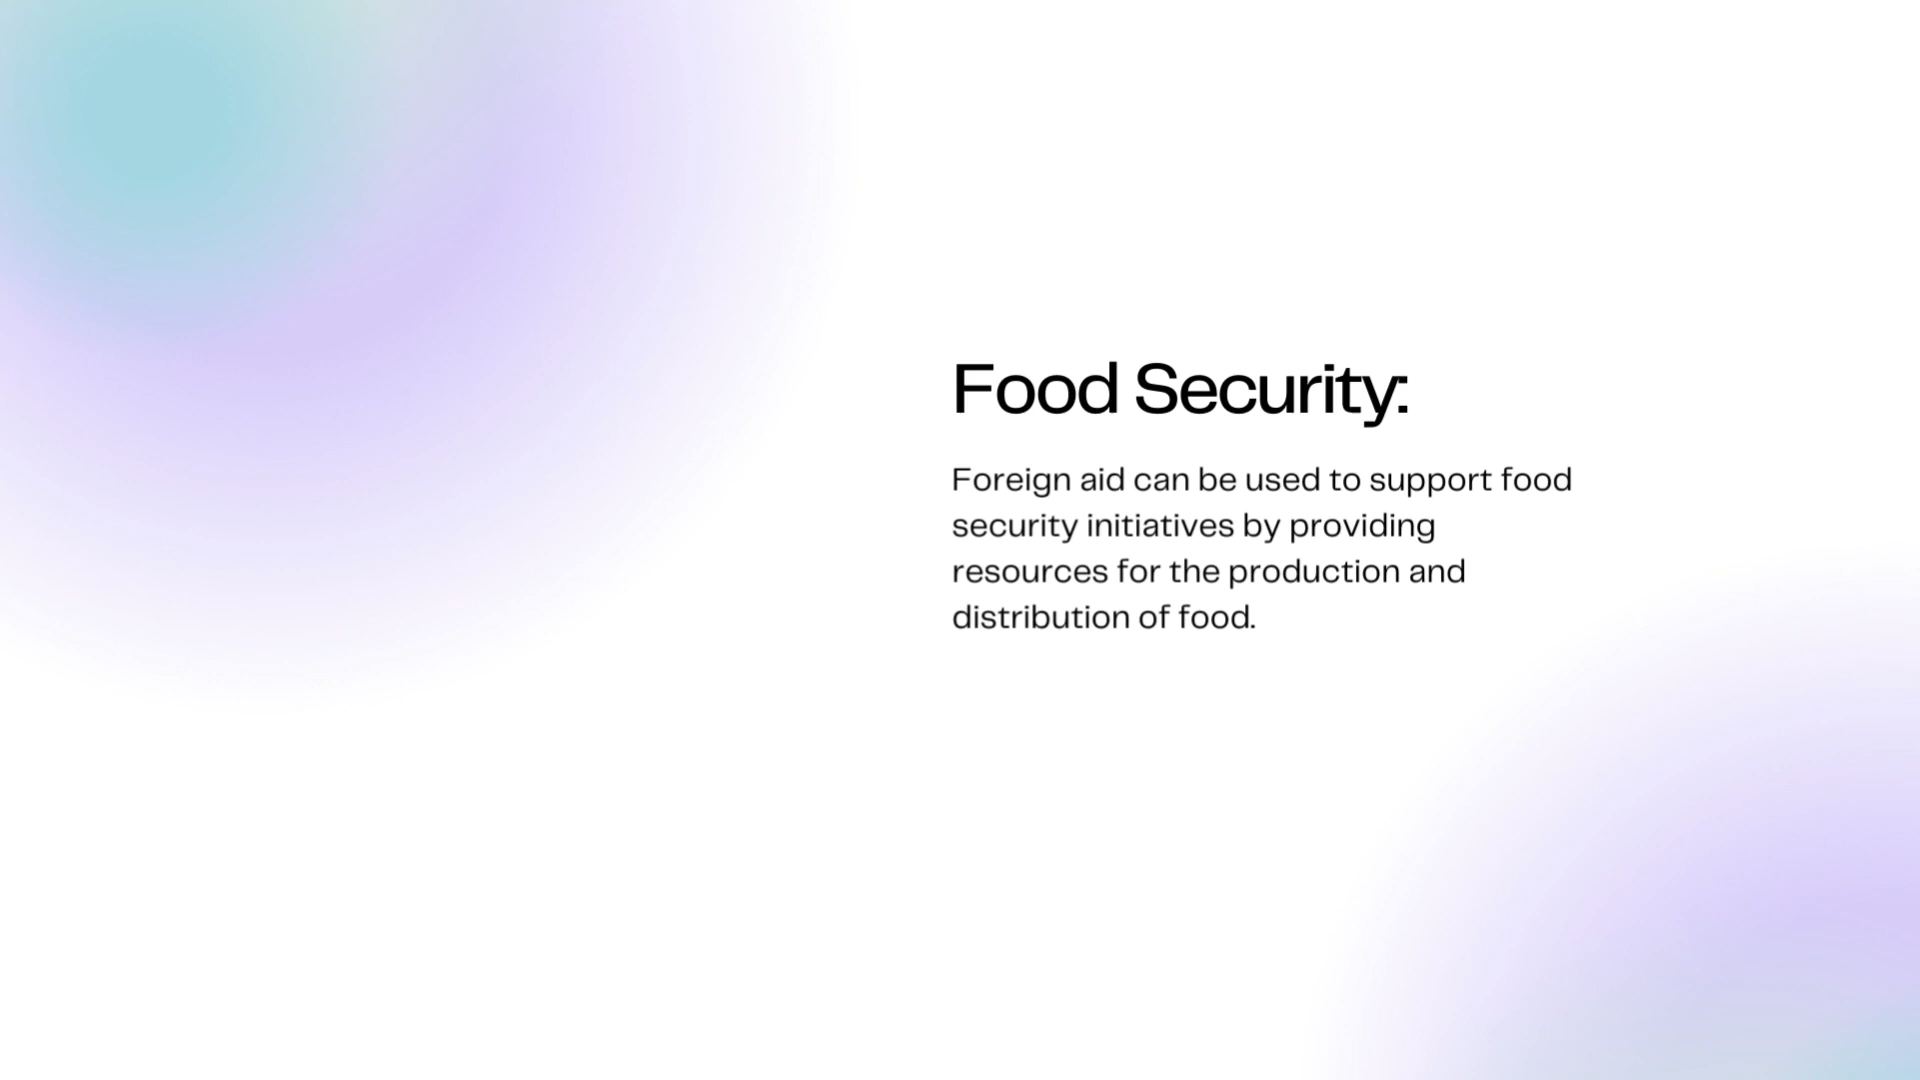 Food Security:
Foreign aid can be used to support food
security initiatives by providing
resources for the production and
distribution of food.